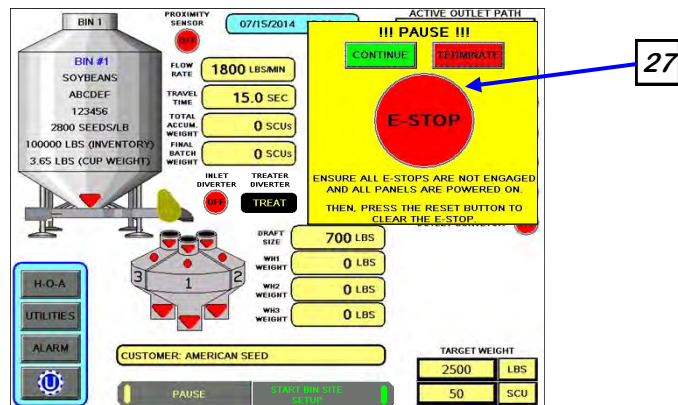 BIN 1
BIN #1
SOYBEANS
ABCDEF
123456
2800 SEEDS/LB
100000 LBS (INVENTORY)
3.65 LBS (CUP WEIGHT)
PROXIMITY
SENSOR
OFF
07/15/2014
ACTIVE OUTLET PATH
FLOW
RATE
1800 LBS/MIN
TRAVEL
TIME
15.0 SEC
TOTAL
ACCUM.
WEIGHT
0 SCUs
FINAL
BATCH
WEIGHT
0 SCUs
INLET
DIVERTER
OFF
TREATER
DIVERTER
TREAT
!!! PAUSE !!!
CONTINUE
TERMINATE
E-STOP
ENSURE ALL E-STOPS ARE NOT ENGAGED
AND ALL PANELS ARE POWERED ON.
THEN, PRESS THE RESET BUTTON TO
CLEAR THE E-STOP.
27
OUTLET CONVEYOR
DRAFT
SIZE
700 LBS
WH1
WEIGHT
0 LBS
WH2
WEIGHT
0 LBS
WH3
WEIGHT
0 LBS
3
1
2
H-O-A
UTILITIES
ALARM
U
CUSTOMER: AMERICAN SEED
PAUSE
START BIN SITE
SETUP
TARGET WEIGHT
2500
LBS
50
SCU